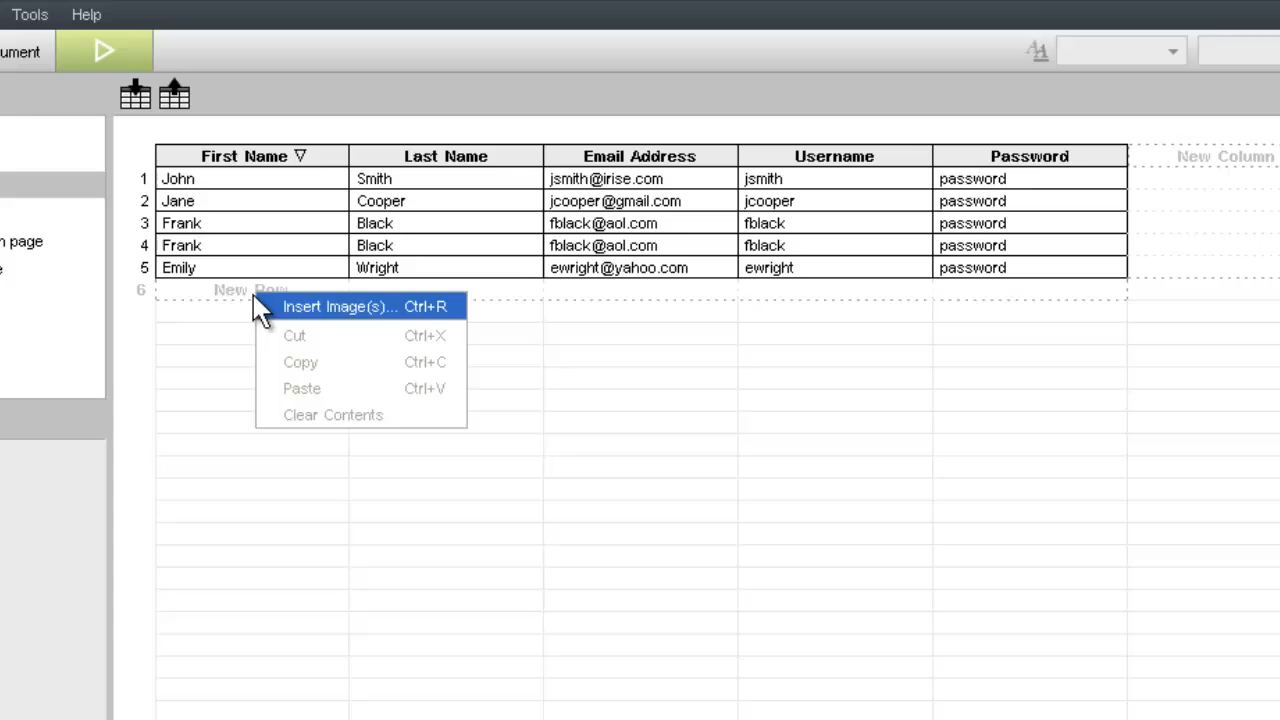 Tools Help
ument
First Name ▽ Last Name Email Address Username Password New Column
1 John Smith jsmith@irise.com jsmith password
2 Jane Cooper jcooper@gmail.com jcooper password
n page
3 Frank Black fblack@aol.com fblack password
4 Frank Black fblack@aol.com fblack password
5 Emily Wright ewright@yahoo.com ewright password
6 New Row
Insert Image(s)... Ctrl+R
Cut Ctrl+X
Copy Ctrl+C
Paste Ctrl+V
Clear Contents